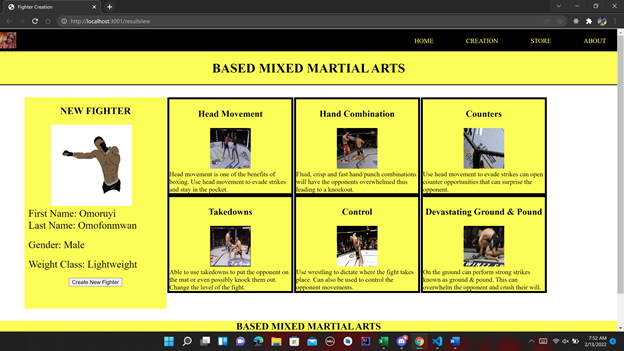 Fighter Creation
http://localhost:3001/resultview
HOME
CREATION
STORE
ABOUT
BASED MIXED MARTIAL ARTS
NEW FIGHTER
First Name: Omoruyi
Last Name: Omofonmwan
Gender: Male
Weight Class: Lightweight
Create New Fighter
Head Movement
Head movement is one of the benefits of
boxing. Use head movement to evade strikes
and stay in the pocket.
Hand Combination
Fluid, crisp and fast hand/punch combinations
will have the opponents overwhelmed thus
leading to a knockout.
Counters
Use head movement to evade strikes can open
counter opportunities that can surprise the
opponent.
Takedowns
Able to use takedowns to put the opponent on
the mat or even possibly knock them out.
Change the level of the fight.
Control
Use wrestling to dictate where the fight takes
place. Can also be used to control the
opponent movements.
Devastating Ground & Pound
On the ground can perform strong strikes
known as ground & pound. This can
overwhelm the opponent and crush their will.
BASED MIXED MARTIAL ARTS
7:52 AM
2/13/2022